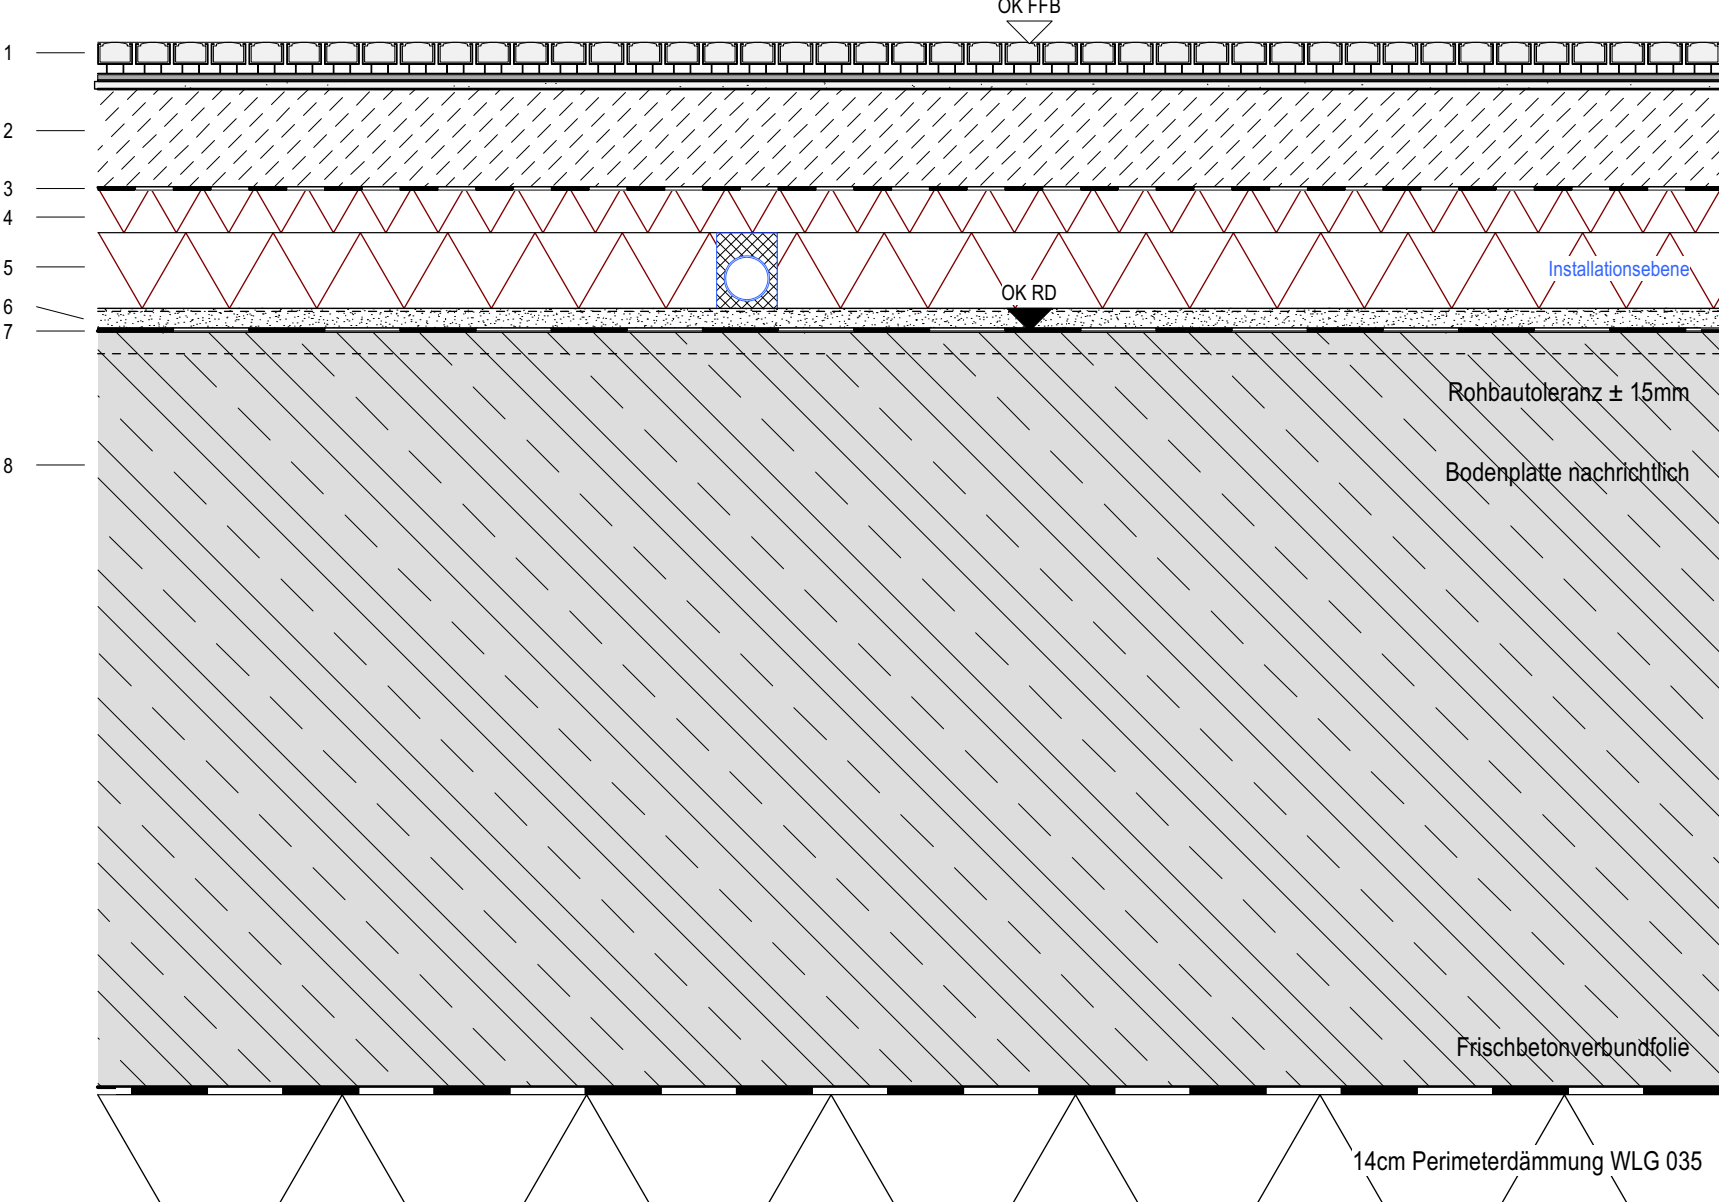 OK FFB
1
2
3
4
5
Installationsebene
6
OK RD
7
Rohbautoleranz ± 15mm
8
Bodenplatte nachrichtlich
Frischbetonverbundfolie
14cm Perimeterdämmung WLG 035